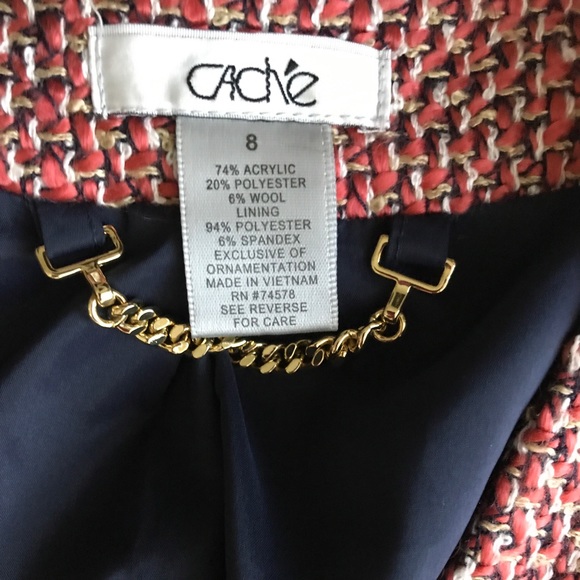 CAChé
8
74% ACRYLIC
20% POLYESTER
6% WOOL
LINING
94% POLYESTER
6% SPANDEX
EXCLUSIVE OF
ORNAMENTATION
MADE IN VIETNAM
RN #74578
SEE REVERSE
FOR CARE